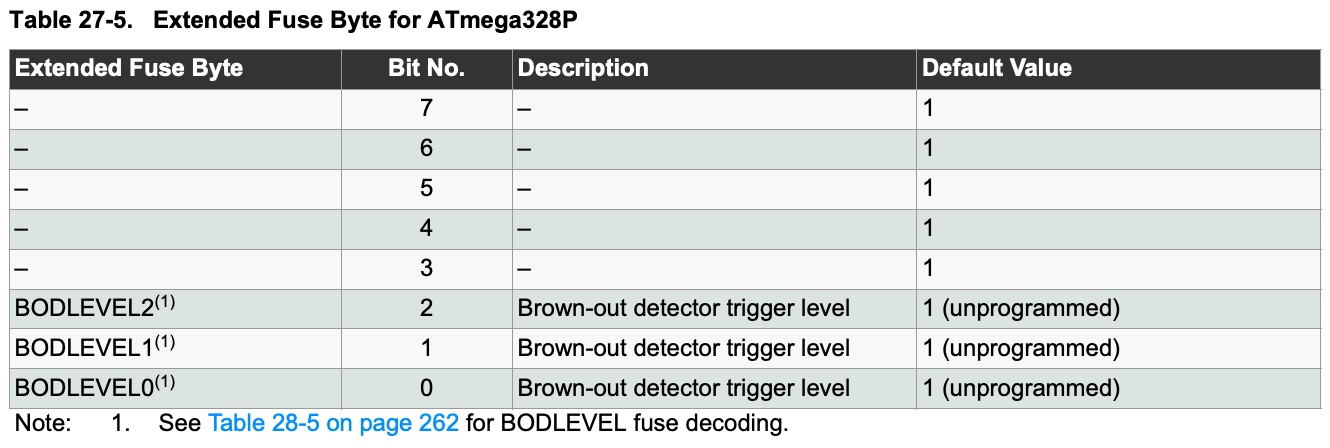 Table 27-5. Extended Fuse Byte for ATmega328P
Extended Fuse Byte Bit No. Description Default Value
– 7 – 1
– 6 – 1
– 5 – 1
– 4 – 1
– 3 – 1
BODLEVEL2(1) 2 Brown-out detector trigger level 1 (unprogrammed)
BODLEVEL1(1) 1 Brown-out detector trigger level 1 (unprogrammed)
BODLEVEL0(1) 0 Brown-out detector trigger level 1 (unprogrammed)
Note: 1. See Table 28-5 on page 262 for BODLEVEL fuse decoding.